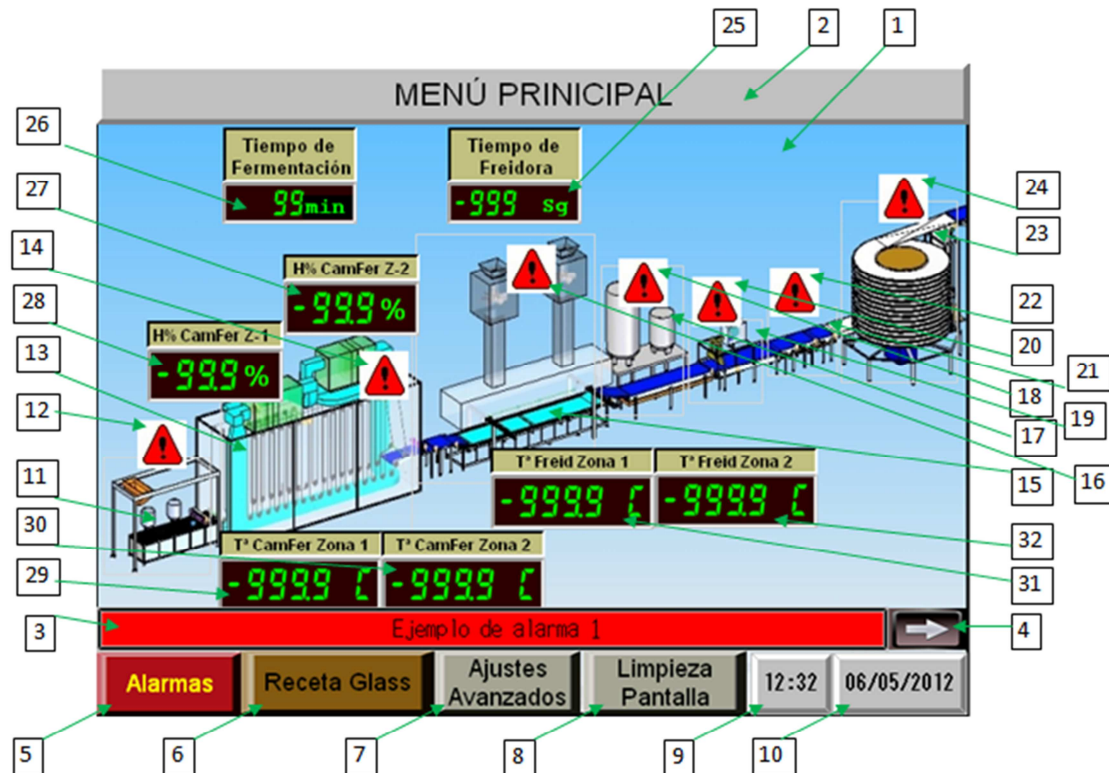 25
2
1
MENÚ PRINICIPAL
26
Tiempo de
Fermentación
99min
Tiempo de
Freidora
-999 Sg
27
24
23
14
H% CamFer Z-2
-99.9 %
28
H% CamFer Z-1
-99.9 %
22
20
21
13
18
12
19
17
11
Tª Freid Zona 1
-999.9 C
Tª Freid Zona 2
-999.9 C
15
16
30
Tª CamFer Zona 1
-999.9 C
Tª CamFer Zona 2
-999.9 C
32
29
31
3
Ejemplo de alarma 1
4
Alarmas
Receta Glass
Ajustes
Avanzados
Limpieza
Pantalla
12:32
06/05/2012
5
6
7
8
9
10